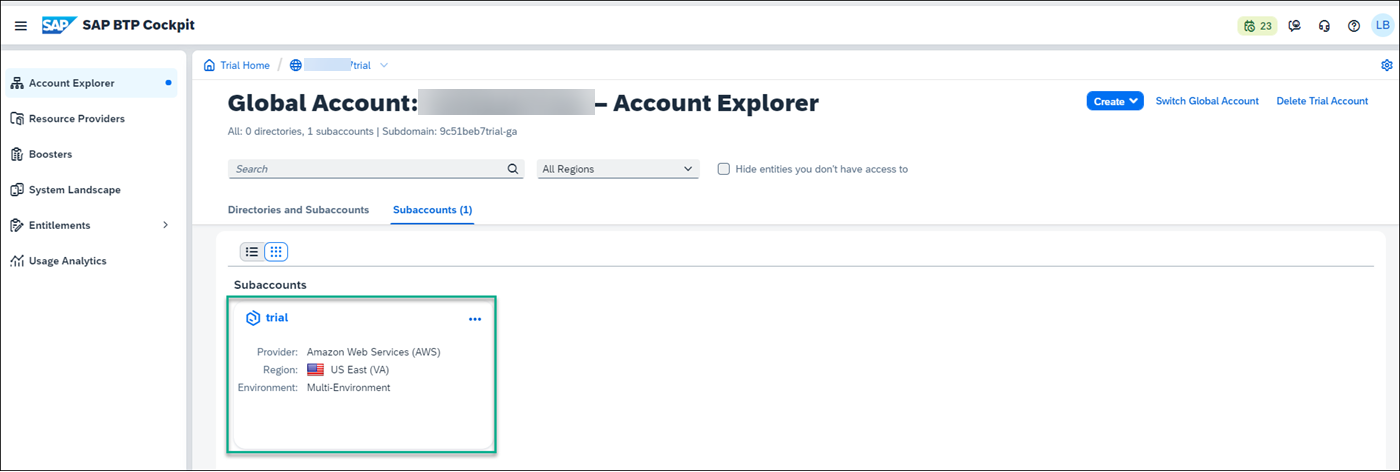 SAP SAP BTP Cockpit 23 LB
Trial Home / trial
Account Explorer
Resource Providers
Boosters
System Landscape
Entitlements
Usage Analytics
Global Account: – Account Explorer
Create Switch Global Account Delete Trial Account
All: 0 directories, 1 subaccounts | Subdomain: 9c51beb7trial-ga
Search All Regions Hide entities you don't have access to
Directories and Subaccounts Subaccounts (1)
Subaccounts
trial
Provider: Amazon Web Services (AWS)
Region: US East (VA)
Environment: Multi-Environment